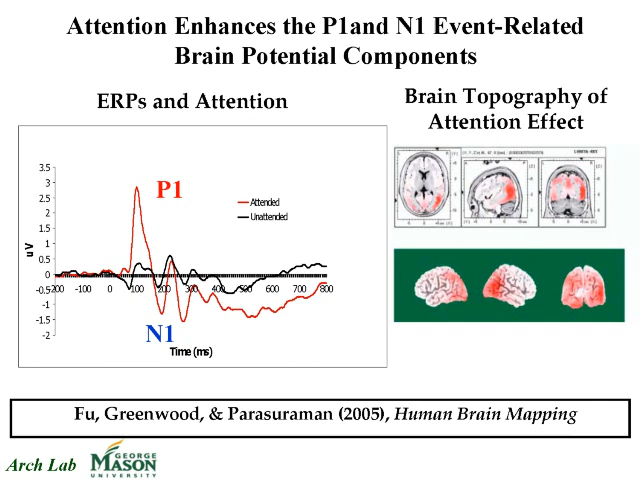 Attention Enhances the P1and N1 Event-Related
Brain Potential Components
ERPs and Attention
Brain Topography of
Attention Effect
3.5
3
2.5
2
1.5
1
0.5
0
-0.5
-1
-1.5
-2
uV
P1
Attended
Unattended
-200 -100 0 100 200 300 400 500 600 700 800
N1
Time (ms)
Fu, Greenwood, & Parasuraman (2005), Human Brain Mapping
Arch Lab
GEORGE
MASON
UNIVERSITY